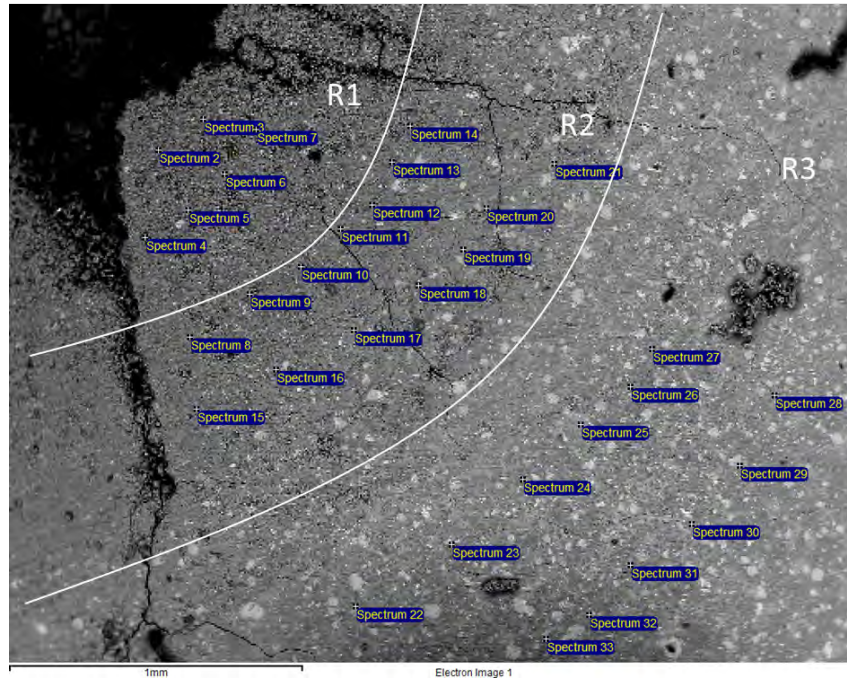 R1
Spectrum 3
Spectrum 7
Spectrum 14
R2
Spectrum 2
Spectrum 13
Spectrum 21
R3
Spectrum 6
Spectrum 5
Spectrum 12
Spectrum 20
Spectrum 4
Spectrum 11
Spectrum 19
Spectrum 10
Spectrum 9
Spectrum 18
Spectrum 8
Spectrum 17
Spectrum 27
Spectrum 16
Spectrum 26
Spectrum 28
Spectrum 15
Spectrum 25
Spectrum 29
Spectrum 24
Spectrum 30
Spectrum 23
Spectrum 31
Spectrum 22
Spectrum 32
Spectrum 33
1mm
Electron Image 1